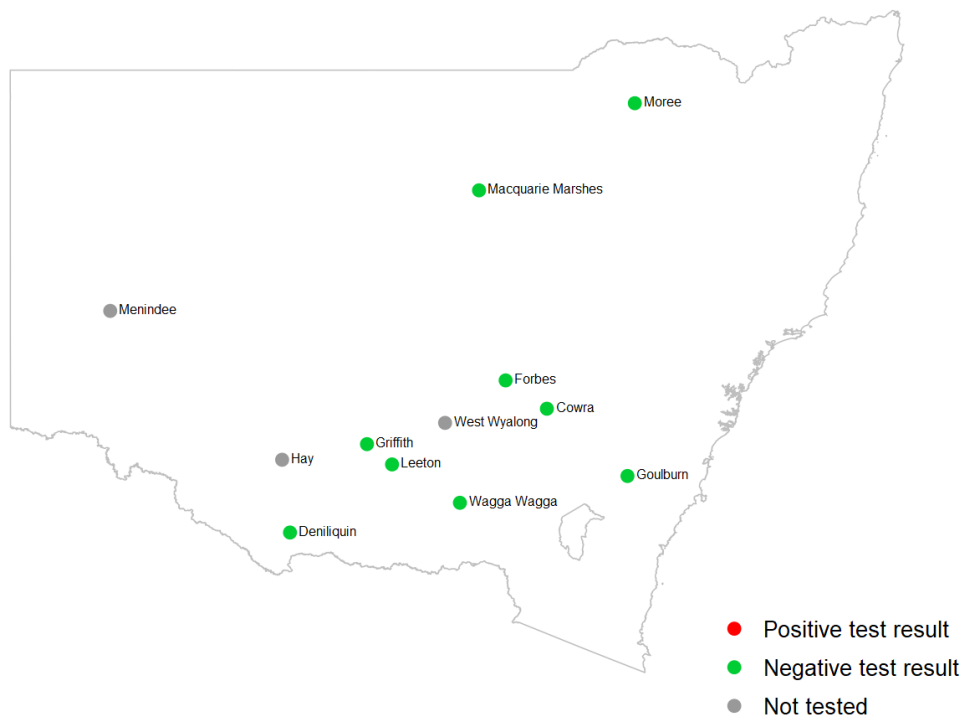 Moree
Macquarie Marshes
Menindee
Forbes
Cowra
West Wyalong
Griffith
Hay
Leeton
Goulburn
Wagga Wagga
Deniliquin
Positive test result
Negative test result
Not tested